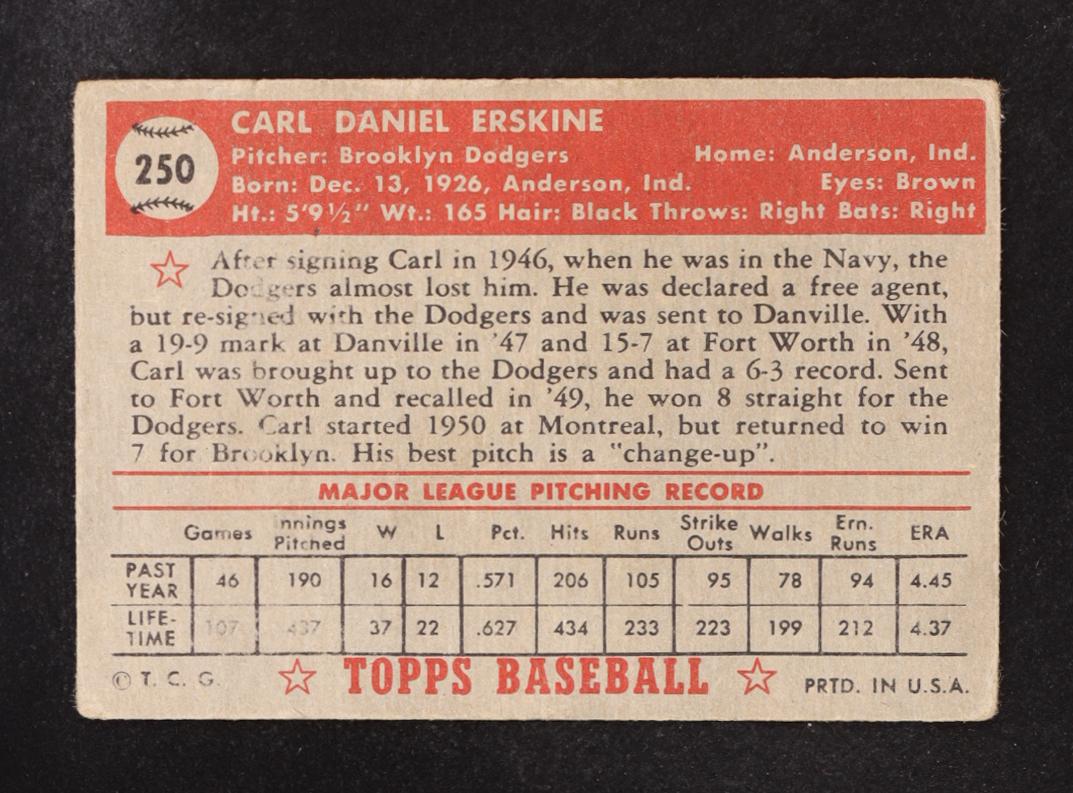 CARL DANIEL ERSKINE
250
Pitcher: Brooklyn Dodgers Home: Anderson, Ind.
Born: Dec. 13, 1926, Anderson, Ind. Eyes: Brown
Ht.: 5'9½" Wt.: 165 Hair: Black Throws: Right Bats: Right
After signing Carl in 1946, when he was in the Navy, the
Dodgers almost lost him. He was declared a free agent,
but re-signed with the Dodgers and was sent to Danville. With
a 19-9 mark at Danville in '47 and 15-7 at Fort Worth in '48,
Carl was brought up to the Dodgers and had a 6-3 record. Sent
to Fort Worth and recalled in '49, he won 8 straight for the
Dodgers. Carl started 1950 at Montreal, but returned to win
7 for Brooklyn. His best pitch is a "change-up".
MAJOR LEAGUE PITCHING RECORD
Games Innings Pitched W L Pct. Hits Runs Strike Outs Walks Ern. Runs ERA
PAST YEAR 46 190 16 12 .571 206 105 95 78 94 4.45
LIFE-TIME 107 437 37 22 .627 434 233 223 199 212 4.37
© T. C. G. TOPPS BASEBALL PRTD. IN U.S.A.